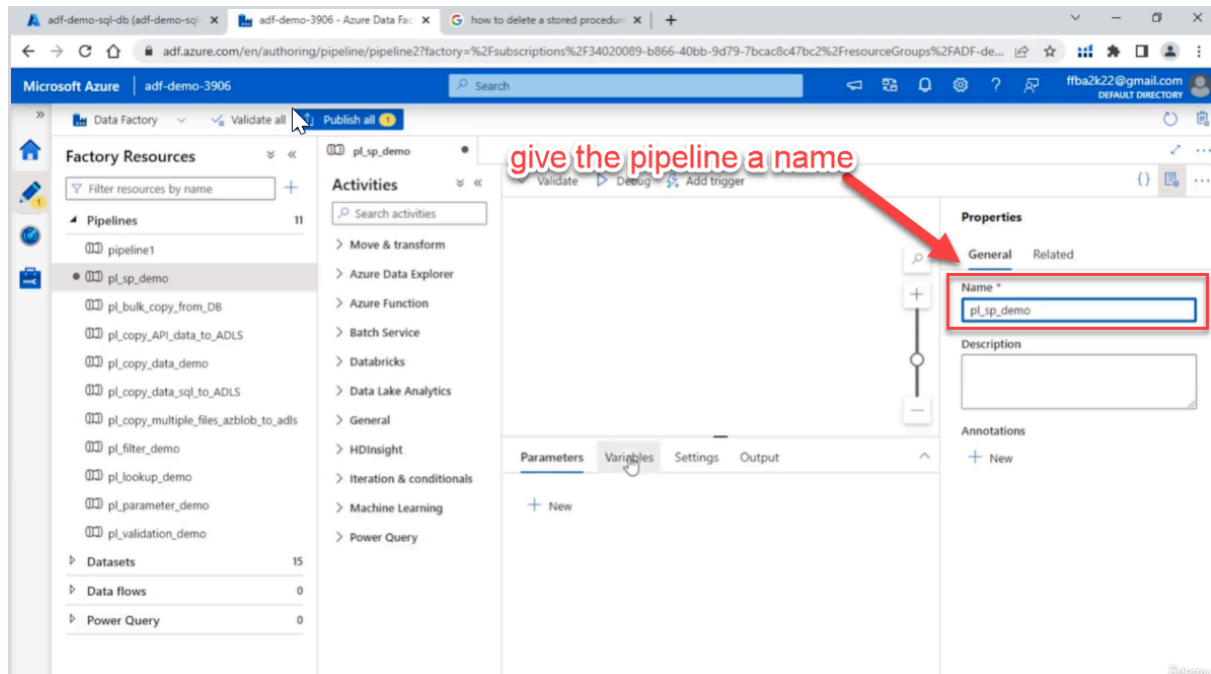 adf-demo-sql-db (adf-demo-sql-
adf-demo-3906 - Azure Data Fac
how to delete a stored procedur
adf.azure.com/en/authoring/pipeline/pipeline2?factory=%2Fsubscriptions%2F34020089-b866-40bb-9d79-7bcac8c47bc2%2FresourceGroups%2FADF-de...
Microsoft Azure
adf-demo-3906
Search
ffba2k22@gmail.com
DEFAULT DIRECTORY
Data Factory
Validate all
Publish all 1
Factory Resources
Filter resources by name
1
Pipelines 11
pipeline1
pl_sp_demo
pl_bulk_copy_from_DB
pl_copy_API_data_to_ADLS
pl_copy_data_demo
pl_copy_data_sql_to_ADLS
pl_copy_multiple_files_azblob_to_adls
pl_filter_demo
pl_lookup_demo
pl_parameter_demo
pl_validation_demo
Datasets 15
Data flows 0
Power Query 0
pl_sp_demo
Activities
Search activities
Move & transform
Azure Data Explorer
Azure Function
Batch Service
Databricks
Data Lake Analytics
General
HDInsight
Iteration & conditionals
Machine Learning
Power Query
give the pipeline a name
Validate
Debug
Add trigger
Parameters
Variables
Settings
Output
New
Properties
General
Related
Name *
pl_sp_demo
Description
Annotations
New